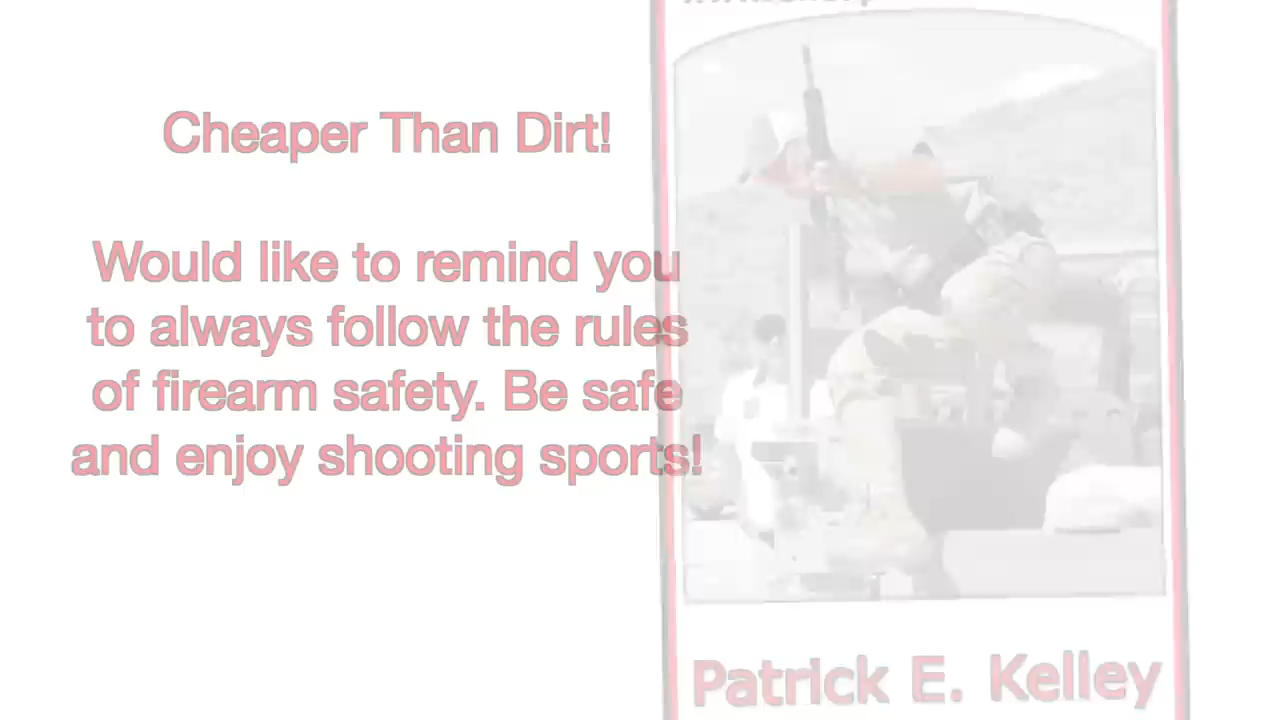 Cheaper Than Dirt!
Would like to remind you
to always follow the rules
of firearm safety. Be safe
and enjoy shooting sports!
Patrick E. Kelley